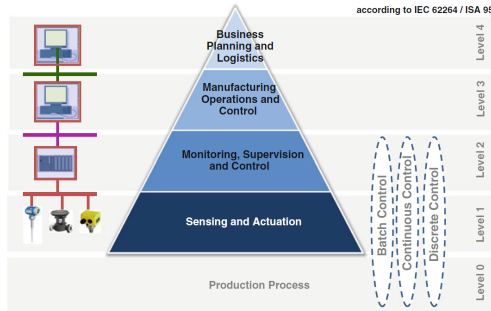 according to IEC 62264 / ISA 95
Business
Planning and
Logistics
Level 4
Manufacturing
Operations and
Control
Level 3
Monitoring, Supervision
and Control
Level 2
Sensing and Actuation
Level 1
Batch Control
Continuous Control
Discrete Control
Production Process
Level 0